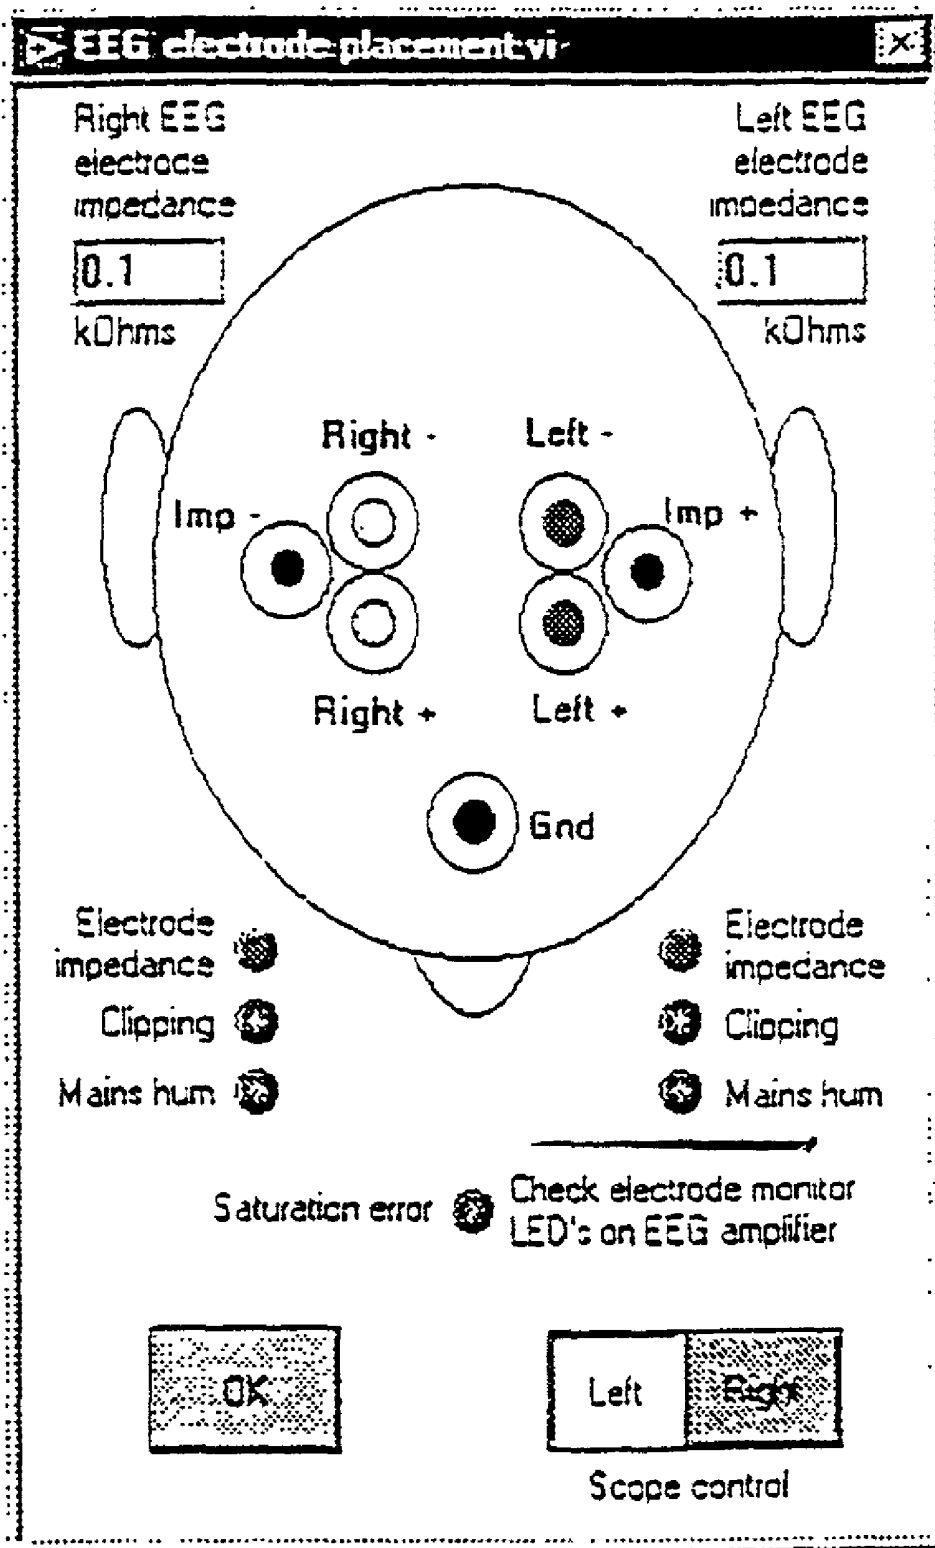 EEG electrode placement.vi
Right EEG
electrode
impedance
0.1
kOhms
Left EEG
electrode
impedance
0.1
kOhms
Right -
Left -
Imp -
Imp +
Right +
Left +
Gnd
Electrode
impedance
Clipping
Mains hum
Electrode
impedance
Clipping
Mains hum
Saturation error
Check electrode monitor
LED's on EEG amplifier
OK
Left
Right
Scope control